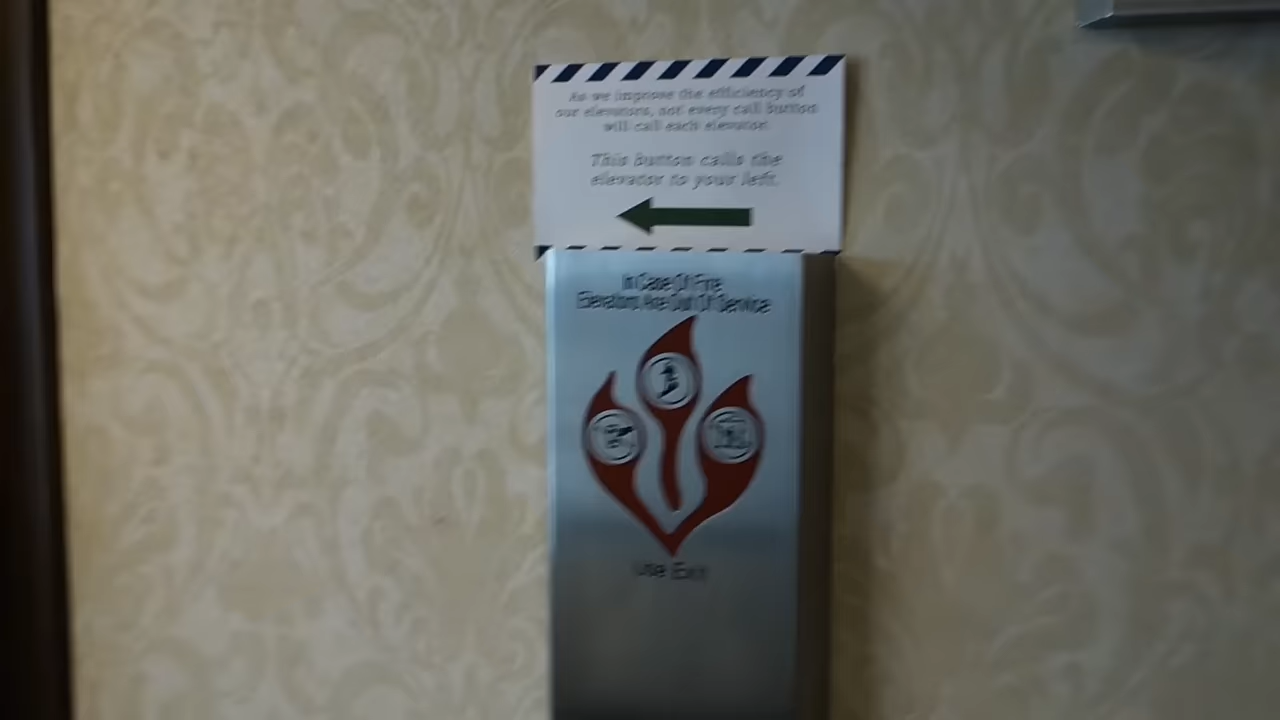 As we improve the efficiency of
our elevators, not every call button
will call each elevator.
This button calls the
elevator to your left.
In Case Of Fire
Elevators Are Out Of Service
Use Exit